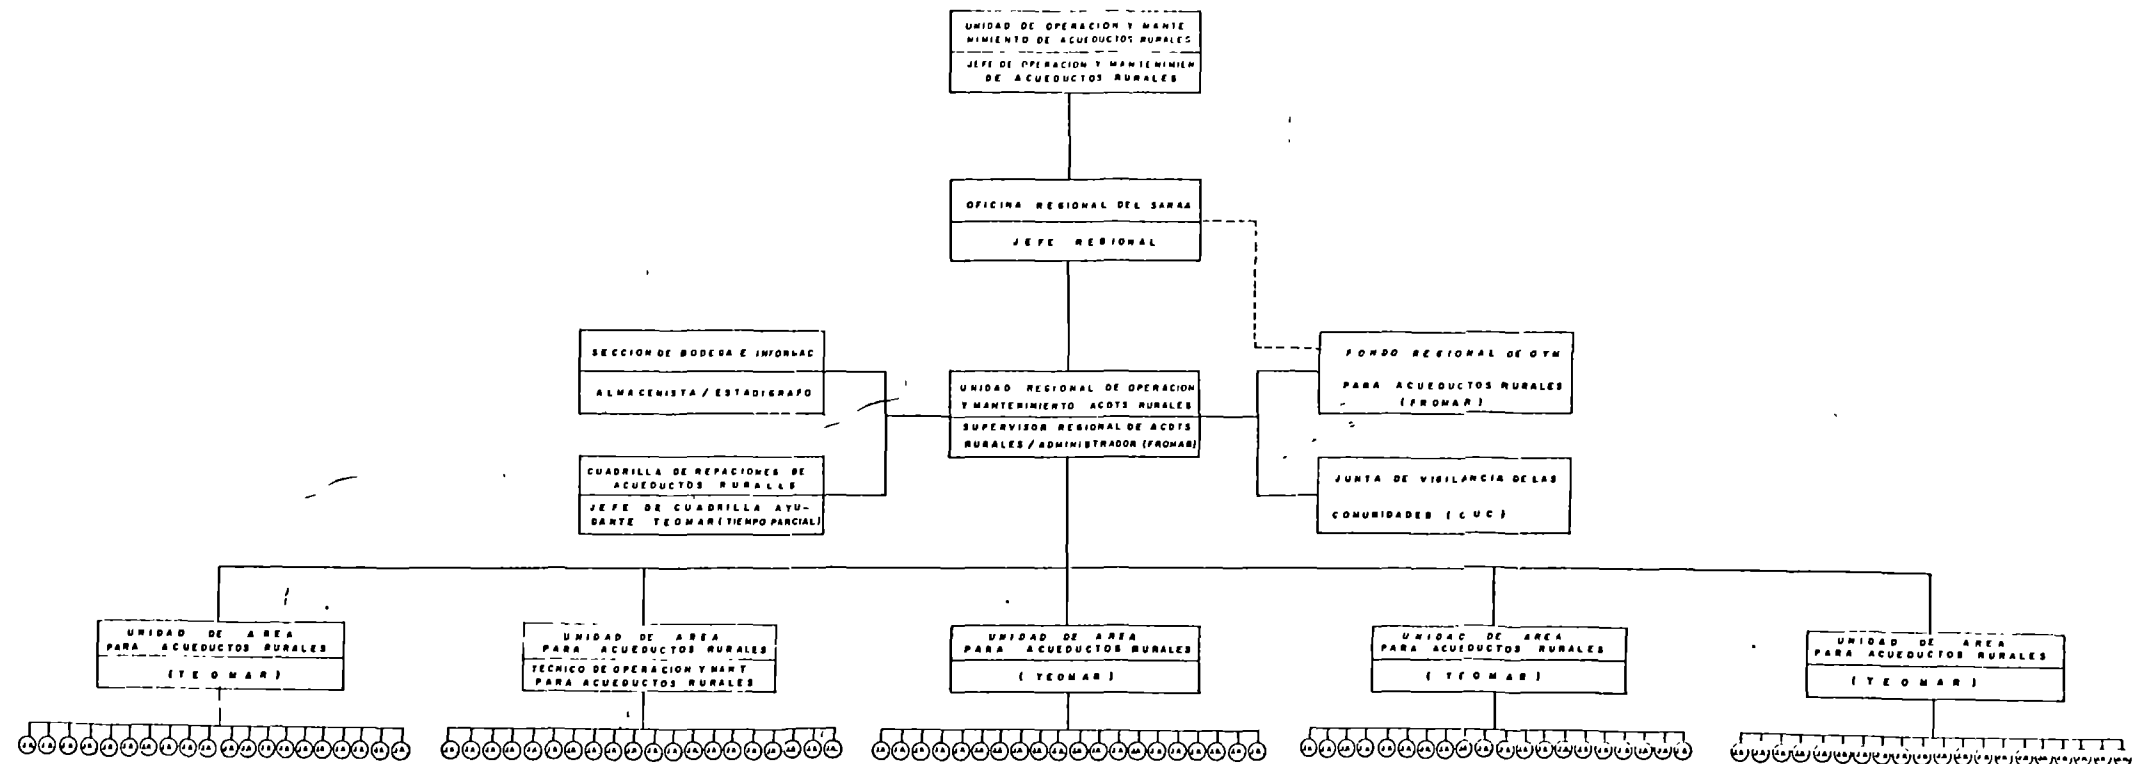 UNIDAD DE OPERACION Y MANTE
NIMIENTO DE ACUEDUCTOS RURALES
JEFE DE OPERACION Y MANTENIMIEN
DE ACUEDUCTOS RURALES
OFICINA REGIONAL DEL SANAA
JEFE REGIONAL
SECCION DE BODEGA E INFORMAC
ALMACENISTA / ESTADIGRAFO
UNIDAD REGIONAL DE OPERACION
Y MANTENIMIENTO ACDTS RURALES
SUPERVISOR REGIONAL DE ACDTS
RURALES / ADMINISTRADOR (FROMAR)
FONDO REGIONAL DE OYM
PARA ACUEDUCTOS RURALES
(FROMAR)
CUADRILLA DE REPACIONES DE
ACUEDUCTOS RURALES
JEFE DE CUADRILLA AYU-
DANTE TEOMAR (TIEMPO PARCIAL)
JUNTA DE VIGILANCIA DE LAS
COMUNIDADES (CUC)
UNIDAD DE AREA
PARA ACUEDUCTOS RURALES
(TEOMAR)
UNIDAD DE AREA
PARA ACUEDUCTOS RURALES
TECNICO DE OPERACION Y MANT
PARA ACUEDUCTOS RURALES
UNIDAD DE AREA
PARA ACUEDUCTOS RURALES
(TEOMAR)
UNIDAD DE AREA
PARA ACUEDUCTOS RURALES
(TEOMAR)
UNIDAD DE AREA
PARA ACUEDUCTOS RURALES
(TEOMAR)